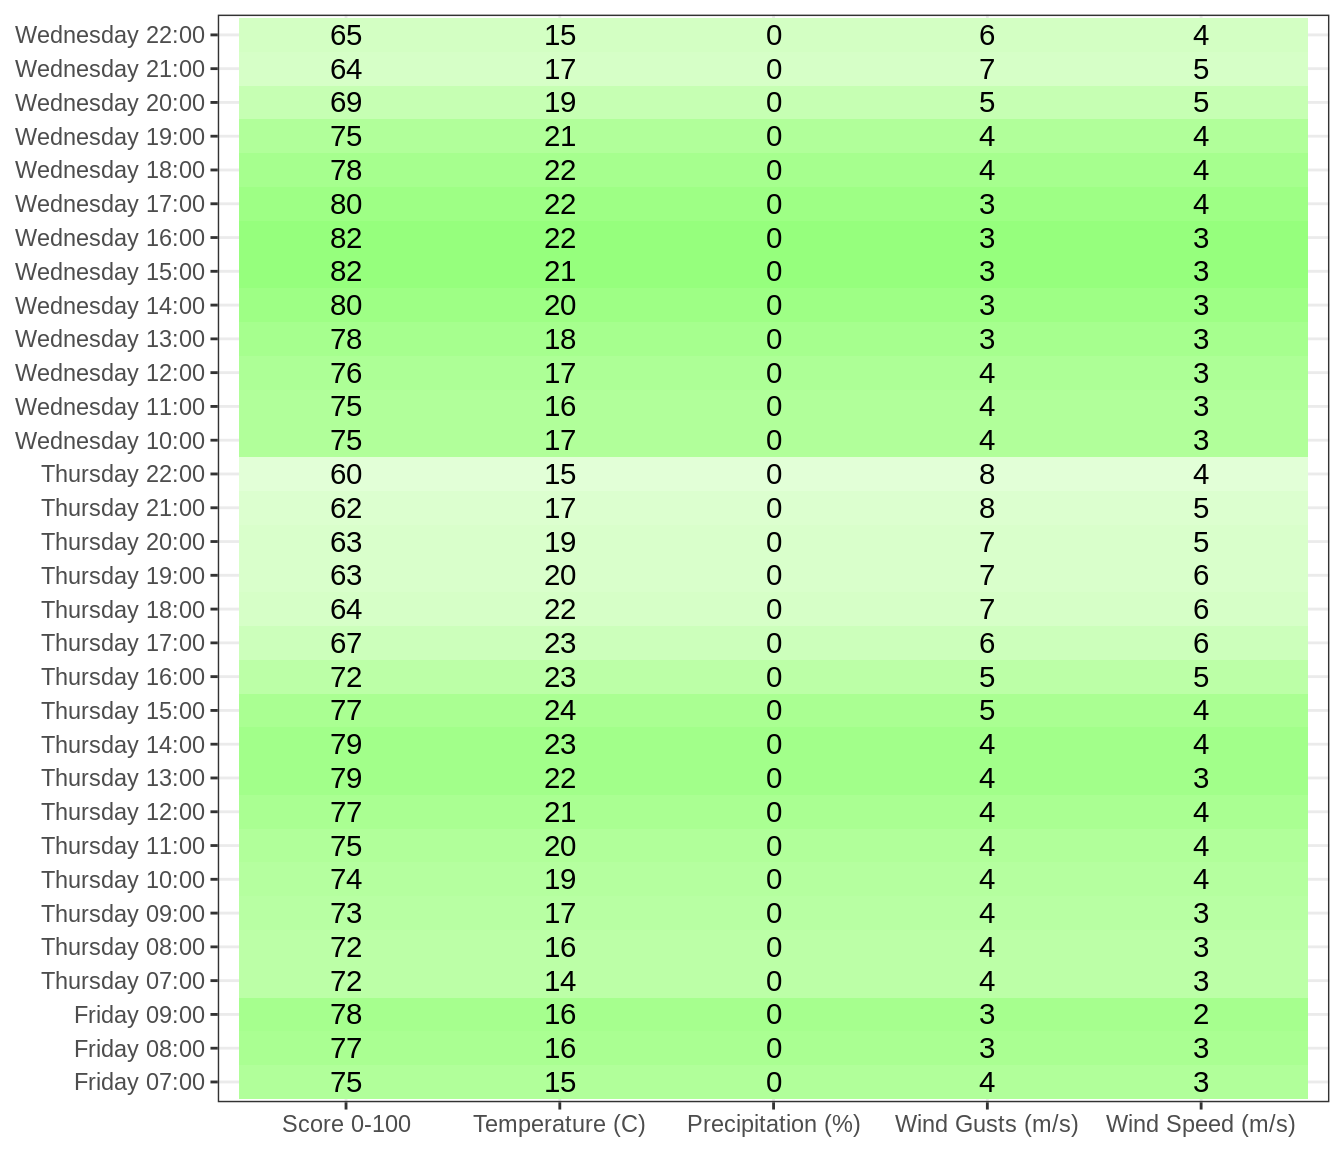 Wednesday 22:00 65 15 0 6 4
Wednesday 21:00 64 17 0 7 5
Wednesday 20:00 69 19 0 5 5
Wednesday 19:00 75 21 0 4 4
Wednesday 18:00 78 22 0 4 4
Wednesday 17:00 80 22 0 3 4
Wednesday 16:00 82 22 0 3 3
Wednesday 15:00 82 21 0 3 3
Wednesday 14:00 80 20 0 3 3
Wednesday 13:00 78 18 0 3 3
Wednesday 12:00 76 17 0 4 3
Wednesday 11:00 75 16 0 4 3
Wednesday 10:00 75 17 0 4 3
Thursday 22:00 60 15 0 8 4
Thursday 21:00 62 17 0 8 5
Thursday 20:00 63 19 0 7 5
Thursday 19:00 63 20 0 7 6
Thursday 18:00 64 22 0 7 6
Thursday 17:00 67 23 0 6 6
Thursday 16:00 72 23 0 5 5
Thursday 15:00 77 24 0 5 4
Thursday 14:00 79 23 0 4 4
Thursday 13:00 79 22 0 4 3
Thursday 12:00 77 21 0 4 4
Thursday 11:00 75 20 0 4 4
Thursday 10:00 74 19 0 4 4
Thursday 09:00 73 17 0 4 3
Thursday 08:00 72 16 0 4 3
Thursday 07:00 72 14 0 4 3
Friday 09:00 78 16 0 3 2
Friday 08:00 77 16 0 3 3
Friday 07:00 75 15 0 4 3
Score 0-100 Temperature (C) Precipitation (%) Wind Gusts (m/s) Wind Speed (m/s)